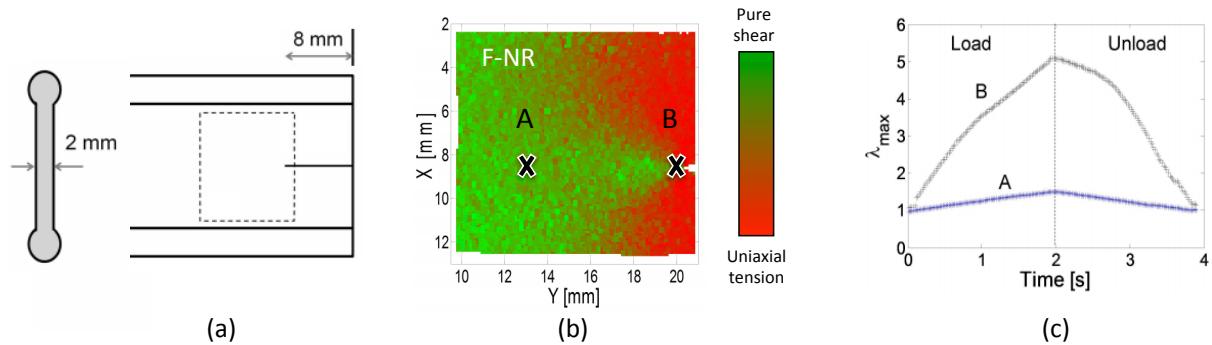 8 mm
2 mm
(a)
2
4
6
8
10
12
X [mm]
F-NR
A
B
X
X
10
12
14
16
18
20
Y [mm]
Pure
shear
Uniaxial
tension
(b)
6
5
4
3
2
1
0
λmax
Load
Unload
B
A
0
1
2
3
4
Time [s]
(c)